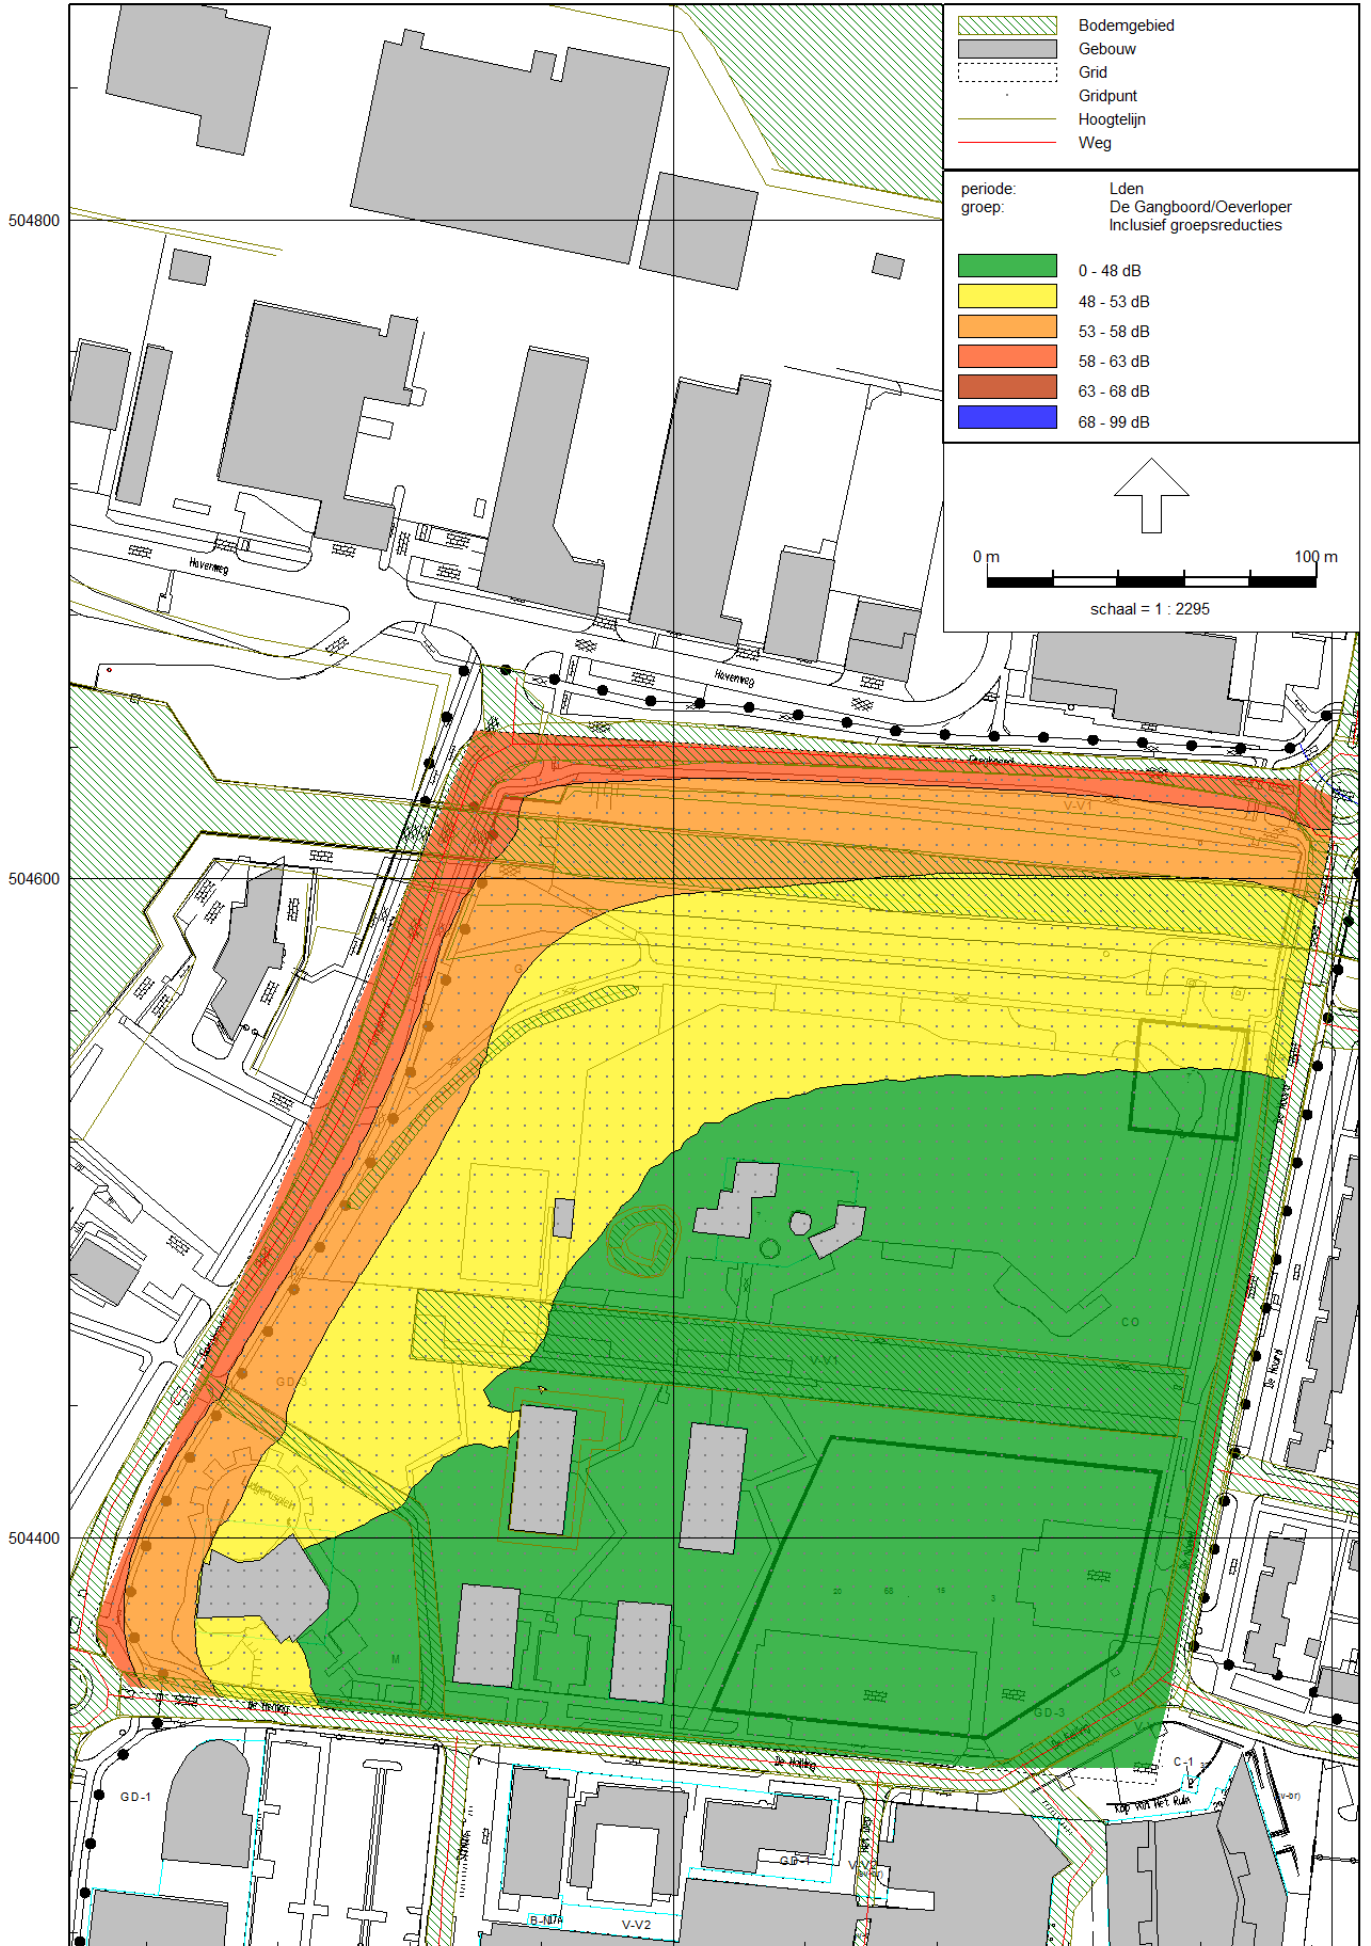 Bodemgebied
Gebouw
Grid
Gridpunt
Hoogtelijn
Weg
periode: Lden
groep: De Gangboord/Oeverloper
Inclusief groepsreducties
0 - 48 dB
48 - 53 dB
53 - 58 dB
58 - 63 dB
63 - 68 dB
68 - 99 dB
0 m 100 m
schaal = 1 : 2295
504800
Havenweg
Havenweg
V-V1
504600
CO
V-V1
GD-3
504400
M
GD-3
De Helling
De Helling
C-1
Kop van Het Ruim
GD-1
GD-1
V-V2
V-V2